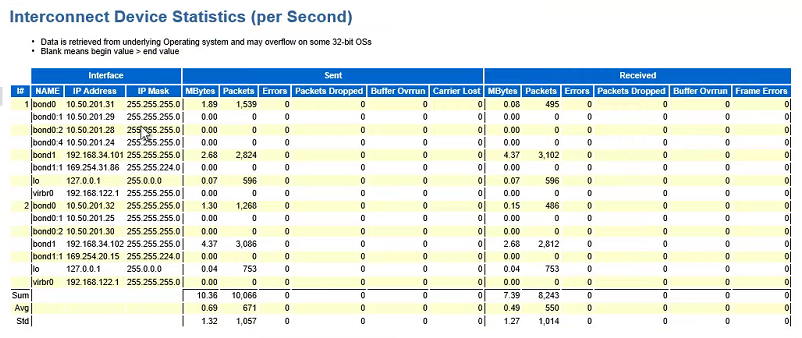 Interconnect Device Statistics (per Second)
• Data is retrieved from underlying Operating system and may overflow on some 32-bit OSs
• Blank means begin value > end value
Interface Sent Received
I# NAME IP Address IP Mask MBytes Packets Errors Packets Dropped Buffer Ovrrun Carrier Lost MBytes Packets Errors Packets Dropped Buffer Ovrrun Frame Errors
1 bond0 10.50.201.31 255.255.255.0 1.89 1,539 0 0 0 0 0.08 495 0 0 0 0
bond0:1 10.50.201.29 255.255.255.0 0.00 0 0 0 0 0 0.00 0 0 0 0 0
bond0:2 10.50.201.28 255.255.255.0 0.00 0 0 0 0 0 0.00 0 0 0 0 0
bond0:4 10.50.201.24 255.255.255.0 0.00 0 0 0 0 0 0.00 0 0 0 0 0
bond1 192.168.34.101 255.255.255.0 2.68 2,824 0 0 0 0 4.37 3,102 0 0 0 0
bond1:1 169.254.31.86 255.255.224.0 0.00 0 0 0 0 0 0.00 0 0 0 0 0
lo 127.0.0.1 255.0.0.0 0.07 596 0 0 0 0 0.07 596 0 0 0 0
virbr0 192.168.122.1 255.255.255.0 0.00 0 0 0 0 0 0.00 0 0 0 0 0
2 bond0 10.50.201.32 255.255.255.0 1.30 1,268 0 0 0 0 0.15 486 0 0 0 0
bond0:1 10.50.201.25 255.255.255.0 0.00 0 0 0 0 0 0.00 0 0 0 0 0
bond0:2 10.50.201.30 255.255.255.0 0.00 0 0 0 0 0 0.00 0 0 0 0 0
bond1 192.168.34.102 255.255.255.0 4.37 3,086 0 0 0 0 2.68 2,812 0 0 0 0
bond1:1 169.254.20.15 255.255.224.0 0.00 0 0 0 0 0 0.00 0 0 0 0 0
lo 127.0.0.1 255.0.0.0 0.04 753 0 0 0 0 0.04 753 0 0 0 0
virbr0 192.168.122.1 255.255.255.0 0.00 0 0 0 0 0 0.00 0 0 0 0 0
Sum 10.36 10,066 0 0 0 0 7.39 8,243 0 0 0 0
Avg 0.69 671 0 0 0 0 0.49 550 0 0 0 0
Std 1.32 1,057 0 0 0 0 1.27 1,014 0 0 0 0